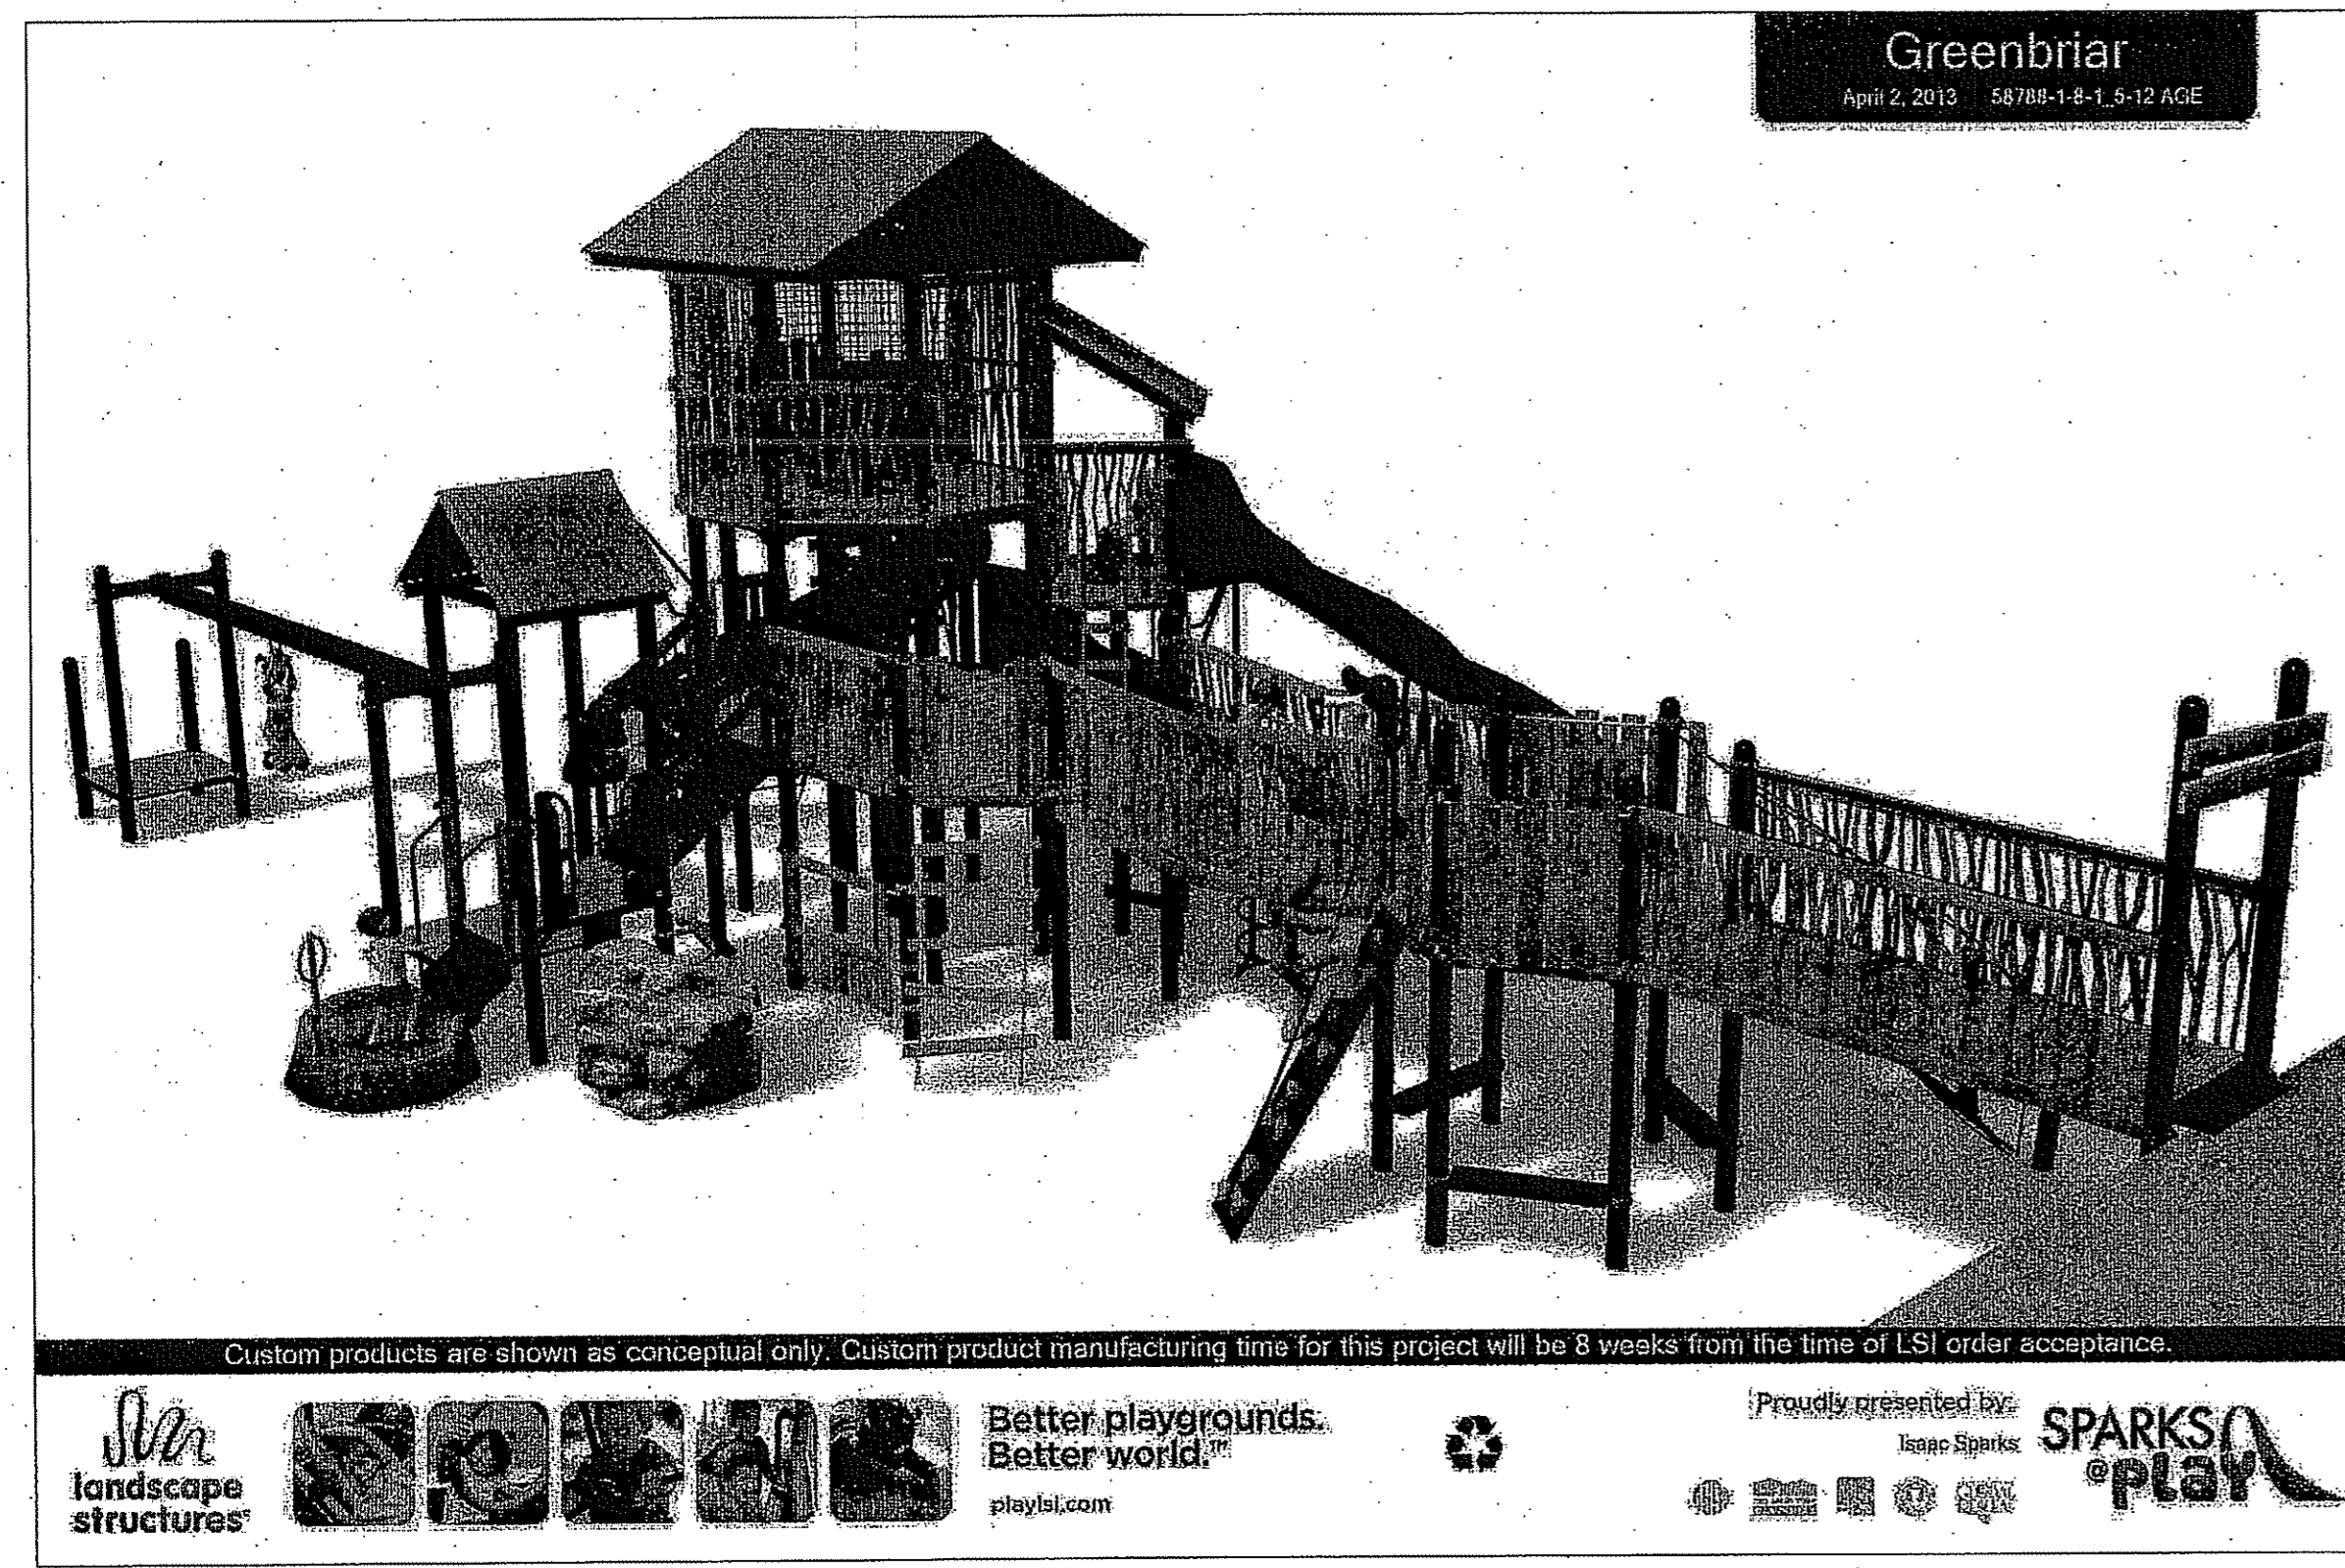 Greenbriar
April 2, 2013 58788-1-8-1_5-12 AGE
Custom products are shown as conceptual only. Custom product manufacturing time for this project will be 8 weeks from the time of LSI order acceptance.
landscape
structures
Better playgrounds.
Better world.™
playlsi.com
Proudly presented by:
Isaac Sparks
SPARKS
@play